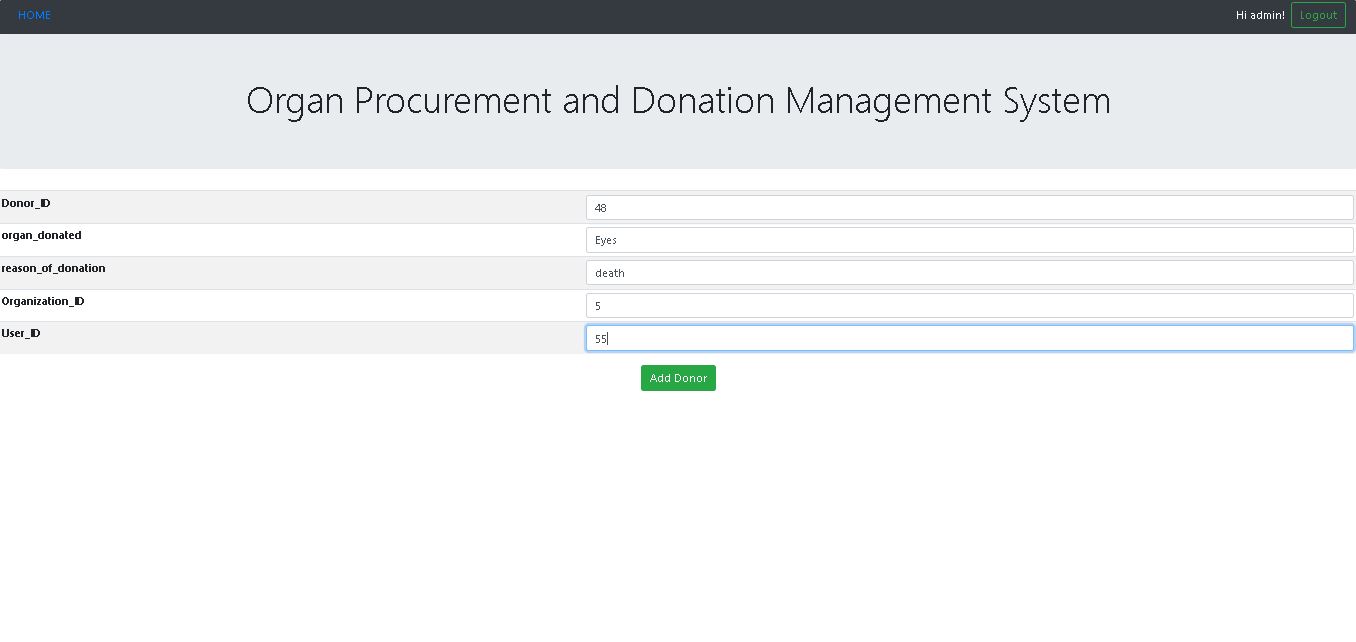 HOME Hi admin! Logout
Organ Procurement and Donation Management System
Donor_ID 48
organ_donated Eyes
reason_of_donation death
Organization_ID 5
User_ID 55
Add Donor